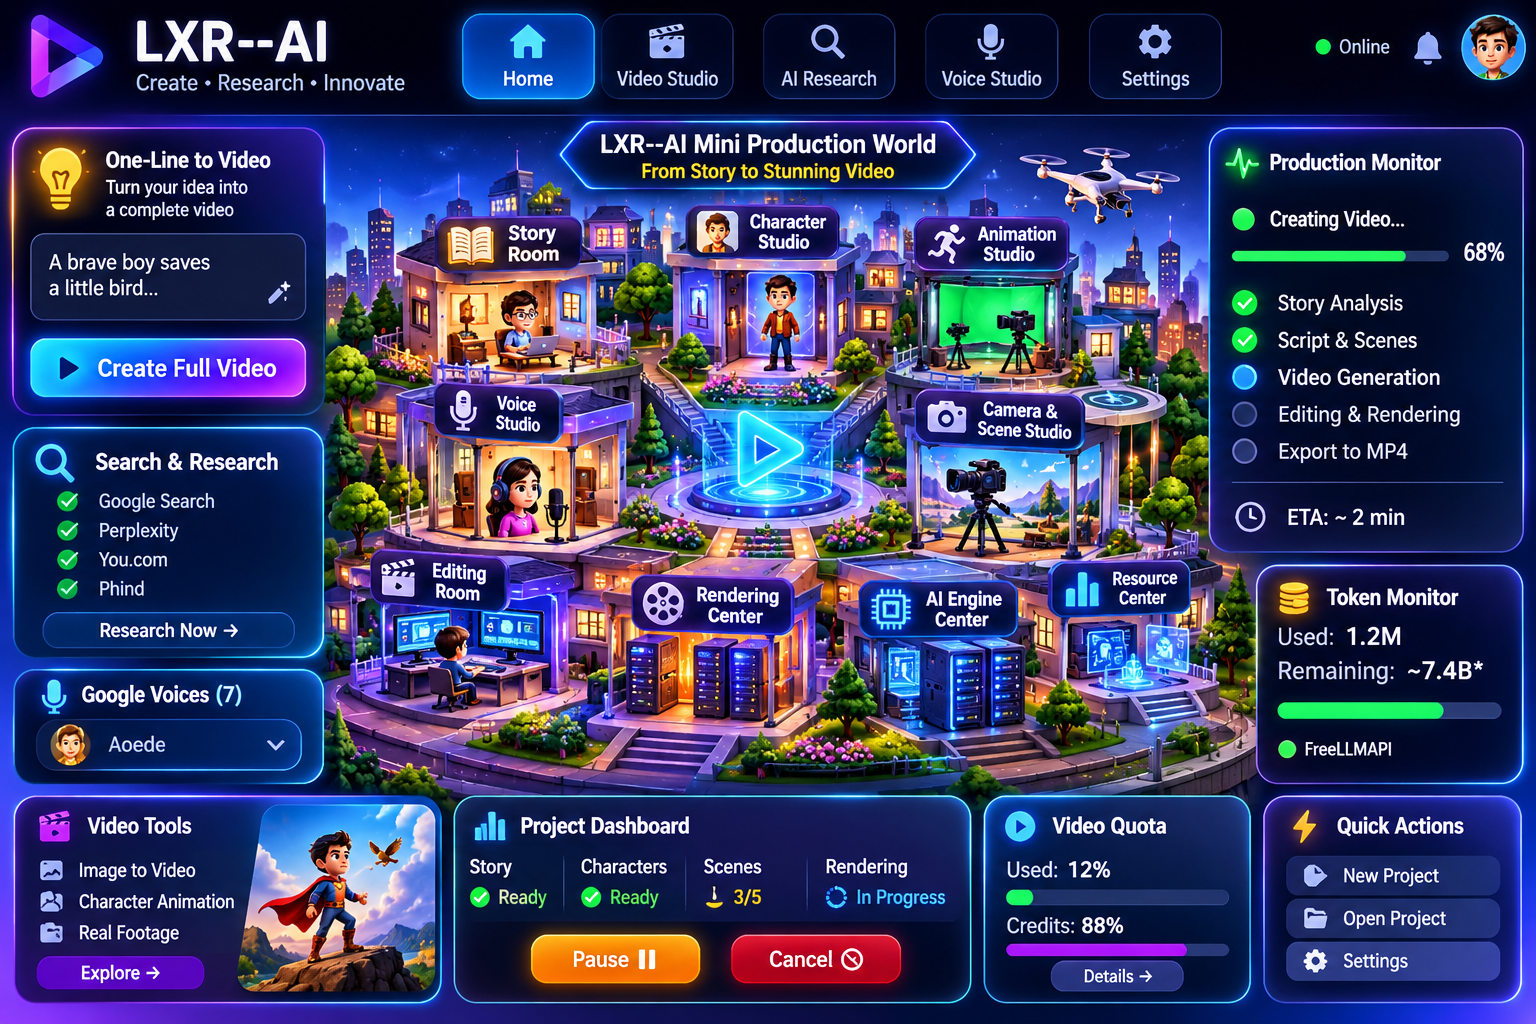 LXR--AI
Create • Research • Innovate
Home
Video Studio
AI Research
Voice Studio
Settings
Online
One-Line to Video
Turn your idea into
a complete video
A brave boy saves
a little bird...
Create Full Video
Search & Research
Google Search
Perplexity
You.com
Phind
Research Now →
Google Voices (7)
Aoede
LXR--AI Mini Production World
From Story to Stunning Video
Story
Room
Character
Studio
Animation
Studio
Voice
Studio
Camera &
Scene Studio
Editing
Room
Rendering
Center
AI Engine
Center
Resource
Center
Production Monitor
Creating Video...
68%
Story Analysis
Script & Scenes
Video Generation
Editing & Rendering
Export to MP4
ETA: ~ 2 min
Token Monitor
Used: 1.2M
Remaining: ~7.4B*
FreeLLMAPI
Video Tools
Image to Video
Character Animation
Real Footage
Explore →
Project Dashboard
Story
Characters
Scenes
Rendering
Ready
Ready
3/5
In Progress
Pause
Cancel
Video Quota
Used: 12%
Credits: 88%
Details →
Quick Actions
New Project
Open Project
Settings